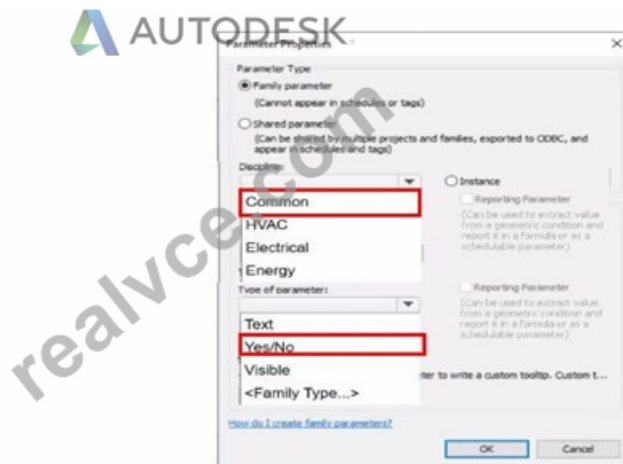 AUTODESK
Parameter Properties
Parameter Type
Family parameter
(Cannot appear in schedules or tags)
Shared parameter
(Can be shared by multiple projects and families, exported to ODBC, and
appear in schedules and tags)
Discipline:
Common
HVAC
Electrical
Energy
Instance
Reporting Parameter
(Can be used to extract value
from a geometric condition and
report it in a formula or as a
schedulable parameter)
Type of parameter:
Text
Yes/No
Visible
<Family Type...>
Reporting Parameter
(Can be used to extract value
from a geometric condition and
report it in a formula or as a
schedulable parameter)
to write a custom tooltip. Custom t...
How do I create family parameters?
OK
Cancel
realvce.com